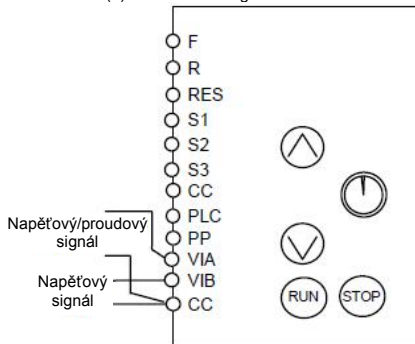 F
R
RES
S1
S2
S3
CC
PLC
PP
Napěťový/proudový
signál
VIA
Napěťový
signál
VIB
CC
RUN
STOP